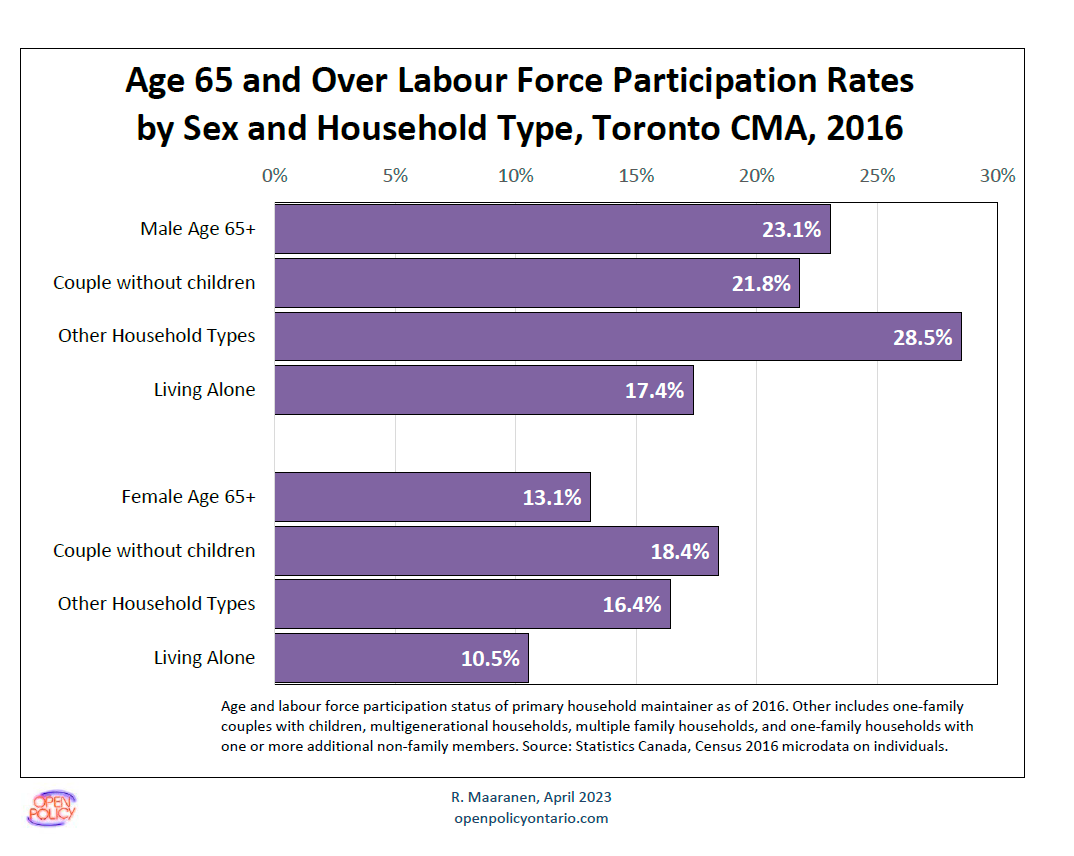 Age 65 and Over Labour Force Participation Rates
by Sex and Household Type, Toronto CMA, 2016
0% 5% 10% 15% 20% 25% 30%
Male Age 65+ 23.1%
Couple without children 21.8%
Other Household Types 28.5%
Living Alone 17.4%
Female Age 65+ 13.1%
Couple without children 18.4%
Other Household Types 16.4%
Living Alone 10.5%
Age and labour force participation status of primary household maintainer as of 2016. Other includes one-family
couples with children, multigenerational households, multiple family households, and one-family households with
one or more additional non-family members. Source: Statistics Canada, Census 2016 microdata on individuals.
OPEN
POLICY
R. Maaranen, April 2023
openpolicyontario.com